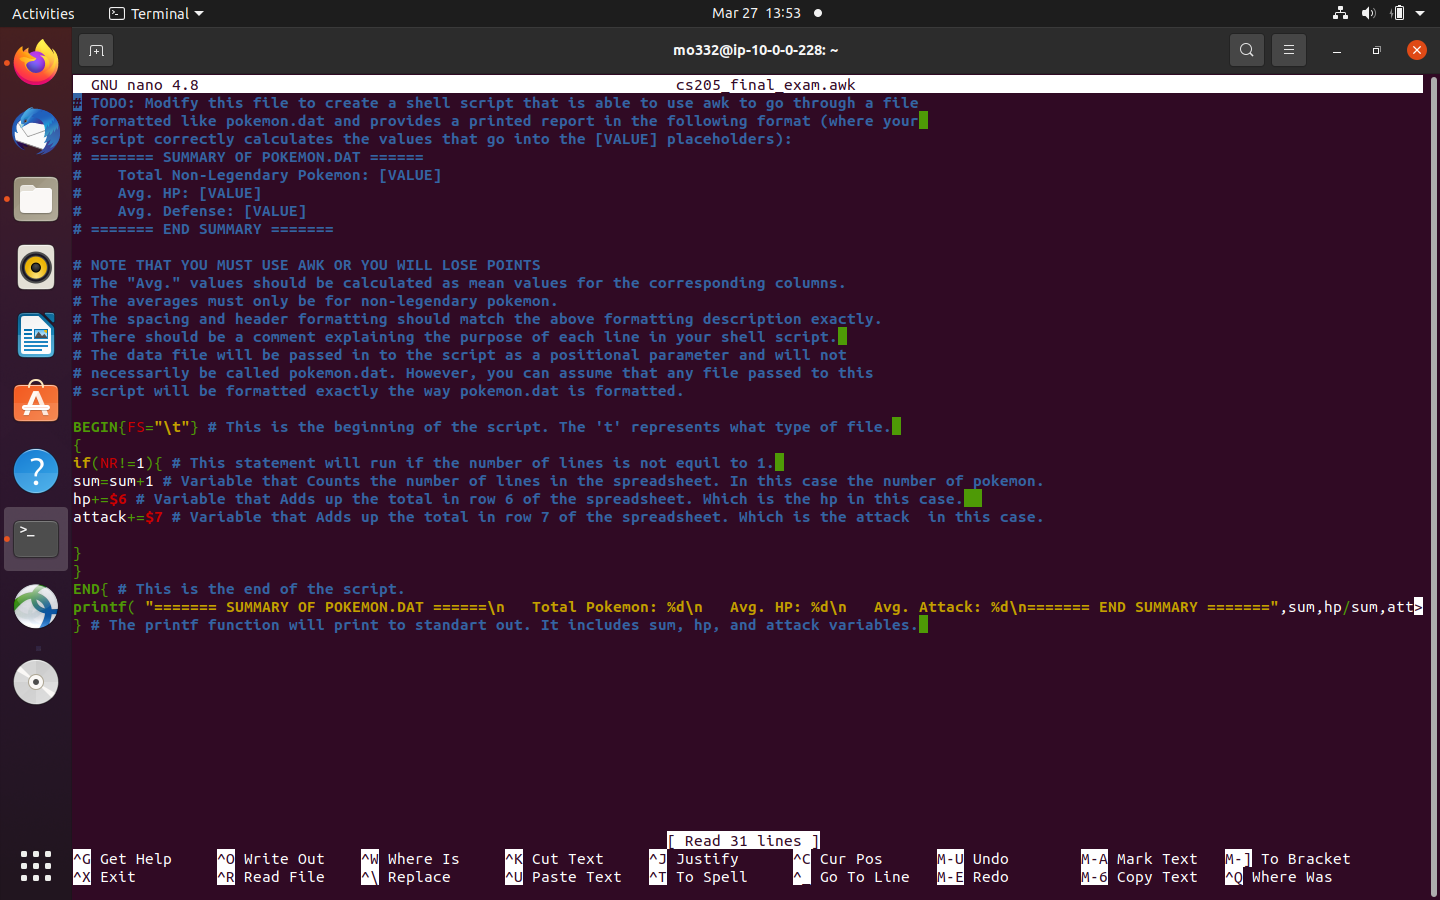 Activities Terminal Mar 27 13:53
mo332@ip-10-0-0-228: ~
GNU nano 4.8 cs205_final_exam.awk
# TODO: Modify this file to create a shell script that is able to use awk to go through a file
# formatted like pokemon.dat and provides a printed report in the following format (where your
# script correctly calculates the values that go into the [VALUE] placeholders):
# ======= SUMMARY OF POKEMON.DAT ======
#    Total Non-Legendary Pokemon: [VALUE]
#    Avg. HP: [VALUE]
#    Avg. Defense: [VALUE]
# ======= END SUMMARY =======
# NOTE THAT YOU MUST USE AWK OR YOU WILL LOSE POINTS
# The "Avg." values should be calculated as mean values for the corresponding columns.
# The averages must only be for non-legendary pokemon.
# The spacing and header formatting should match the above formatting description exactly.
# There should be a comment explaining the purpose of each line in your shell script.
# The data file will be passed in to the script as a positional parameter and will not
# necessarily be called pokemon.dat. However, you can assume that any file passed to this
# script will be formatted exactly the way pokemon.dat is formatted.
BEGIN{FS="\t"} # This is the beginning of the script. The 't' represents what type of file.
{
if(NR!=1){ # This statement will run if the number of lines is not equil to 1.
sum=sum+1 # Variable that Counts the number of lines in the spreadsheet. In this case the number of pokemon.
hp+=$6 # Variable that Adds up the total in row 6 of the spreadsheet. Which is the hp in this case.
attack+=$7 # Variable that Adds up the total in row 7 of the spreadsheet. Which is the attack  in this case.
}
}
END{ # This is the end of the script.
printf( "======= SUMMARY OF POKEMON.DAT ======\n   Total Pokemon: %d\n   Avg. HP: %d\n   Avg. Attack: %d\n======= END SUMMARY =======",sum,hp/sum,att>
} # The printf function will print to standart out. It includes sum, hp, and attack variables.
[ Read 31 lines ]
^G Get Help ^O Write Out ^W Where Is ^K Cut Text ^J Justify ^C Cur Pos M-U Undo M-A Mark Text M-] To Bracket
^X Exit ^R Read File ^\ Replace ^U Paste Text ^T To Spell ^_ Go To Line M-E Redo M-6 Copy Text ^Q Where Was